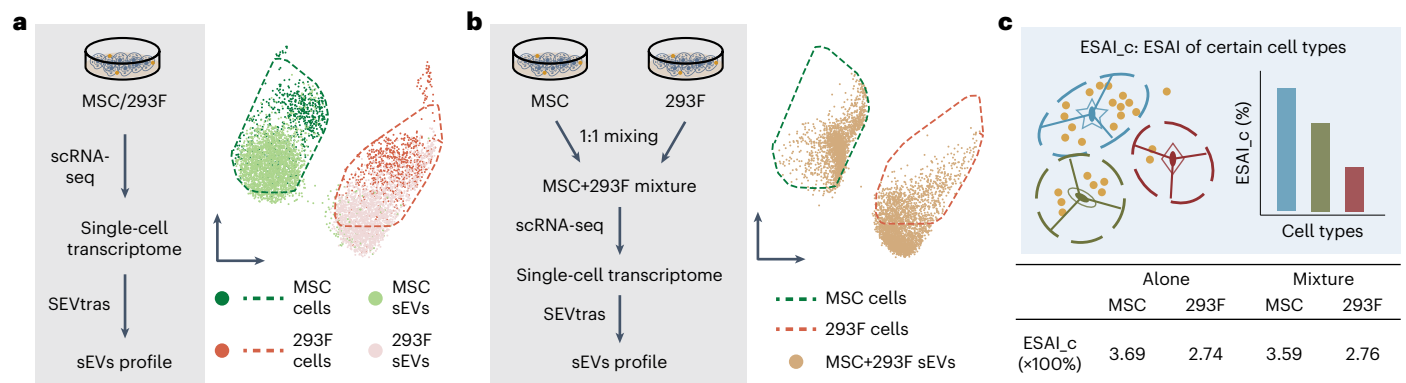 a
MSC/293F
scRNA-
seq
Single-cell
transcriptome
SEVtras
sEVs profile
MSC
cells
MSC
sEVs
293F
cells
293F
sEVs
b
MSC
293F
1:1 mixing
MSC+293F mixture
scRNA-seq
Single-cell transcriptome
SEVtras
sEVs profile
MSC cells
293F cells
MSC+293F sEVs
c
ESAI_c: ESAI of certain cell types
ESAI_c (%)
Cell types
Alone Mixture
MSC 293F MSC 293F
ESAI_c
(×100%)
3.69 2.74 3.59 2.76